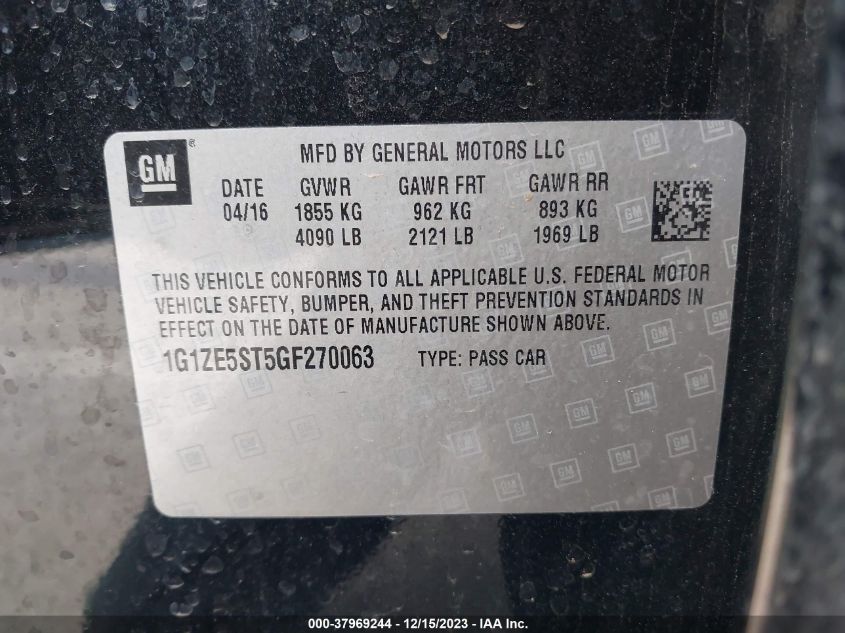 GM ®
MFD BY GENERAL MOTORS LLC
DATE GVWR GAWR FRT GAWR RR
04/16 1855 KG 962 KG 893 KG
4090 LB 2121 LB 1969 LB
THIS VEHICLE CONFORMS TO ALL APPLICABLE U.S. FEDERAL MOTOR
VEHICLE SAFETY, BUMPER, AND THEFT PREVENTION STANDARDS IN
EFFECT ON THE DATE OF MANUFACTURE SHOWN ABOVE.
1G1ZE5ST5GF270063 TYPE: PASS CAR
000-37969244 - 12/15/2023 - IAA Inc.